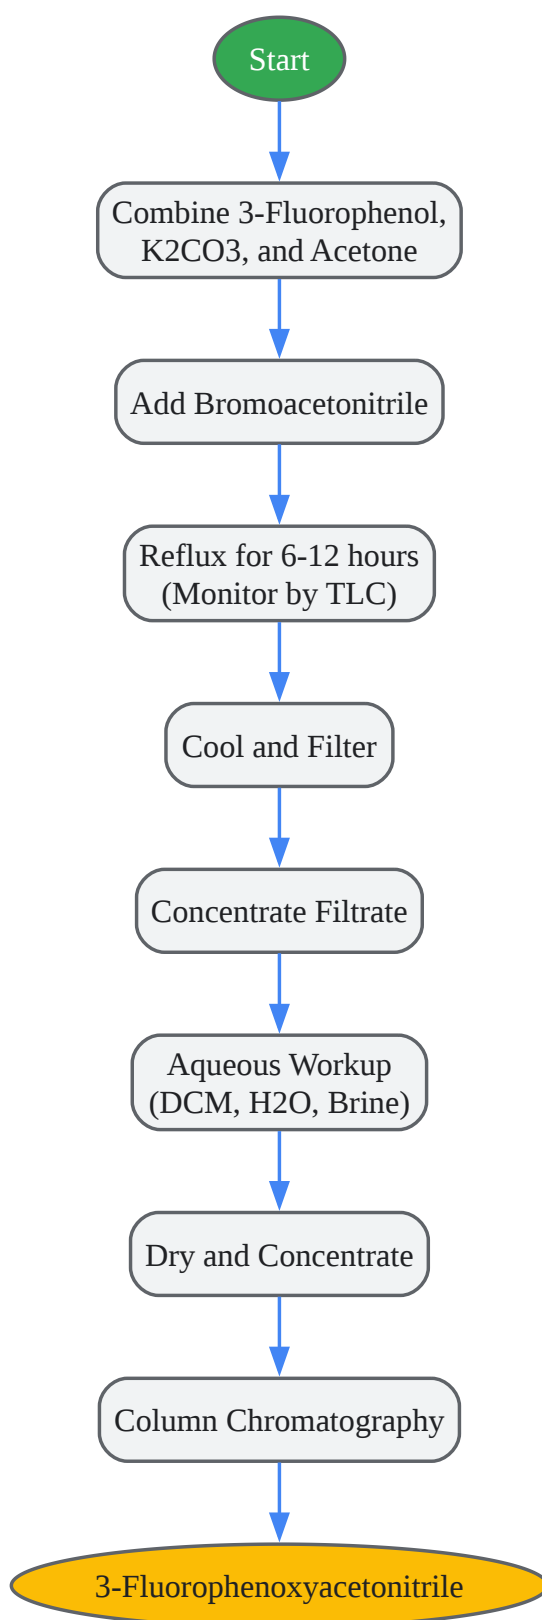 Start
Combine 3-Fluorophenol,
K2CO3, and Acetone
Add Bromoacetonitrile
Reflux for 6-12 hours
(Monitor by TLC)
Cool and Filter
Concentrate Filtrate
Aqueous Workup
(DCM, H2O, Brine)
Dry and Concentrate
Column Chromatography
3-Fluorophenoxyacetonitrile